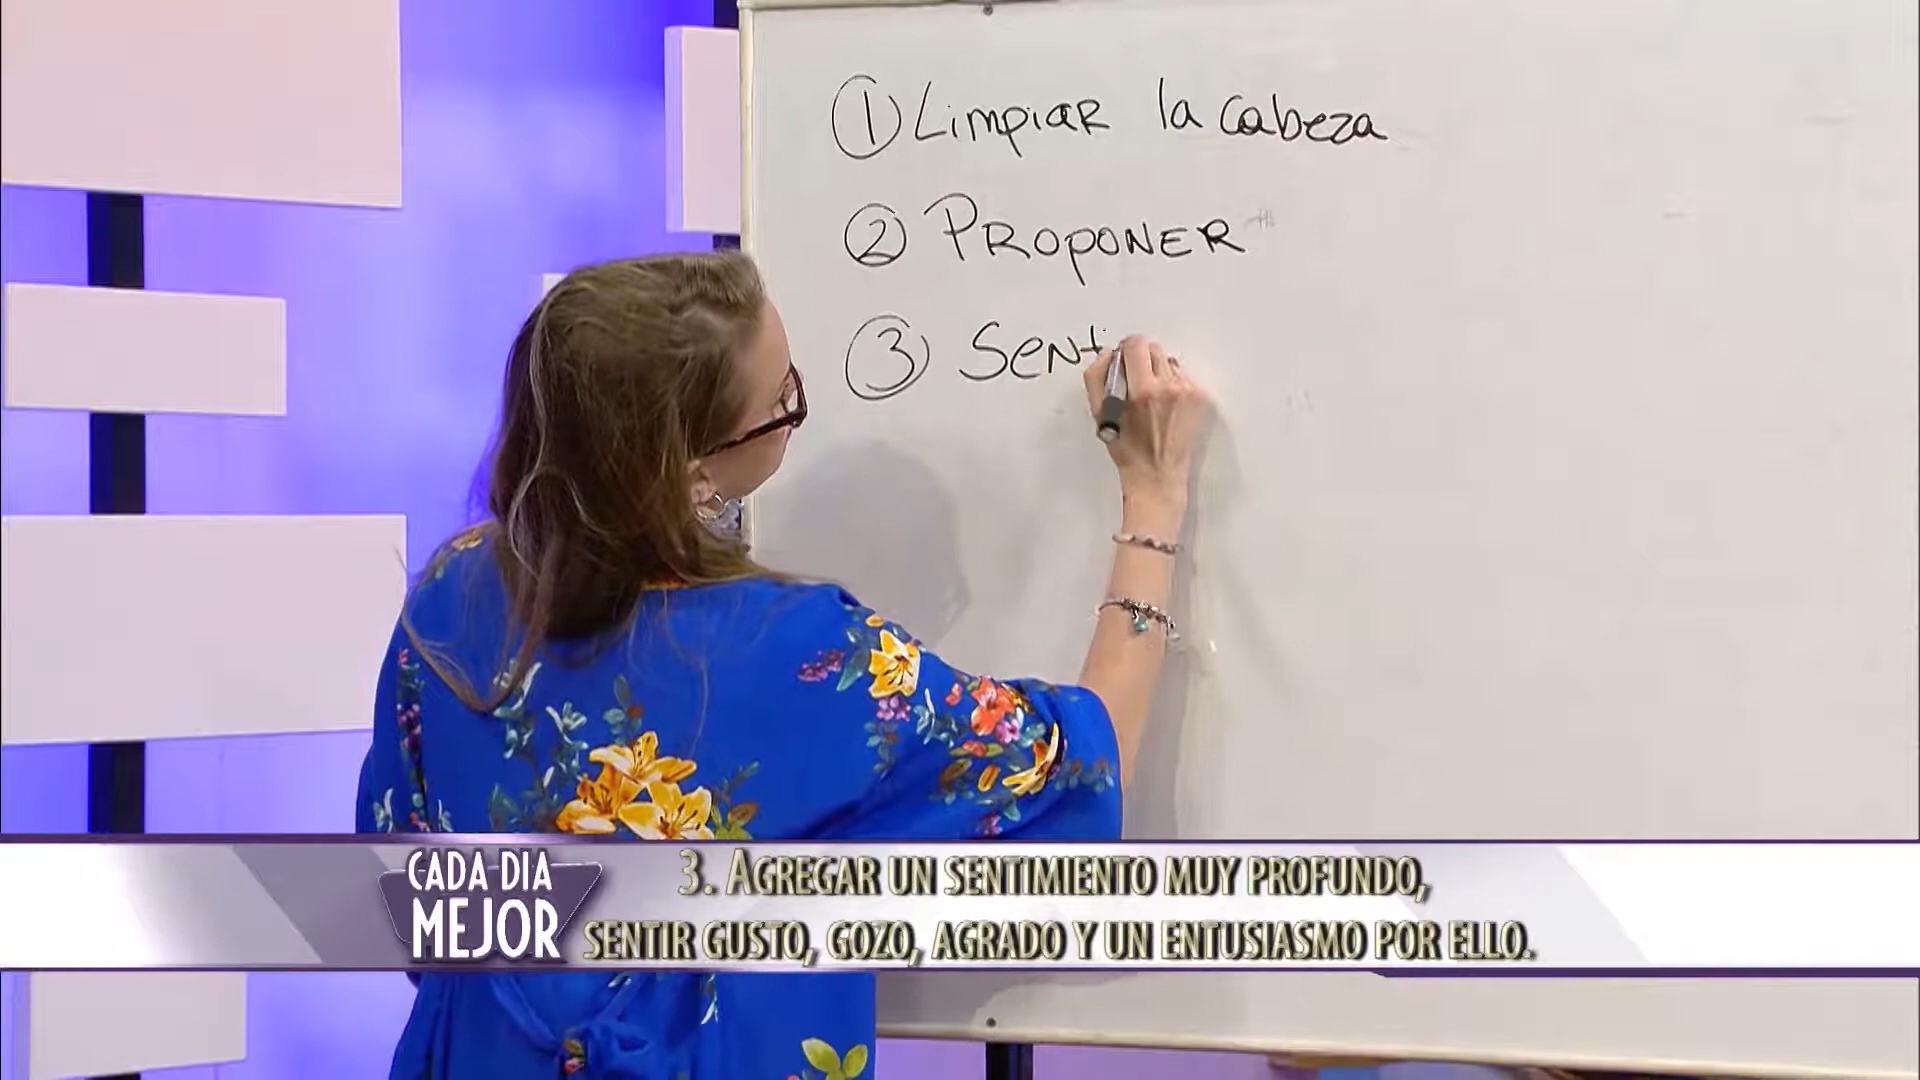 ① Limpiar la cabeza
② Proponer
③ Senti
CADA DIA
MEJOR
3. AGREGAR UN SENTIMIENTO MUY PROFUNDO,
SENTIR GUSTO, GOZO, AGRADO Y UN ENTUSIASMO POR ELLO.